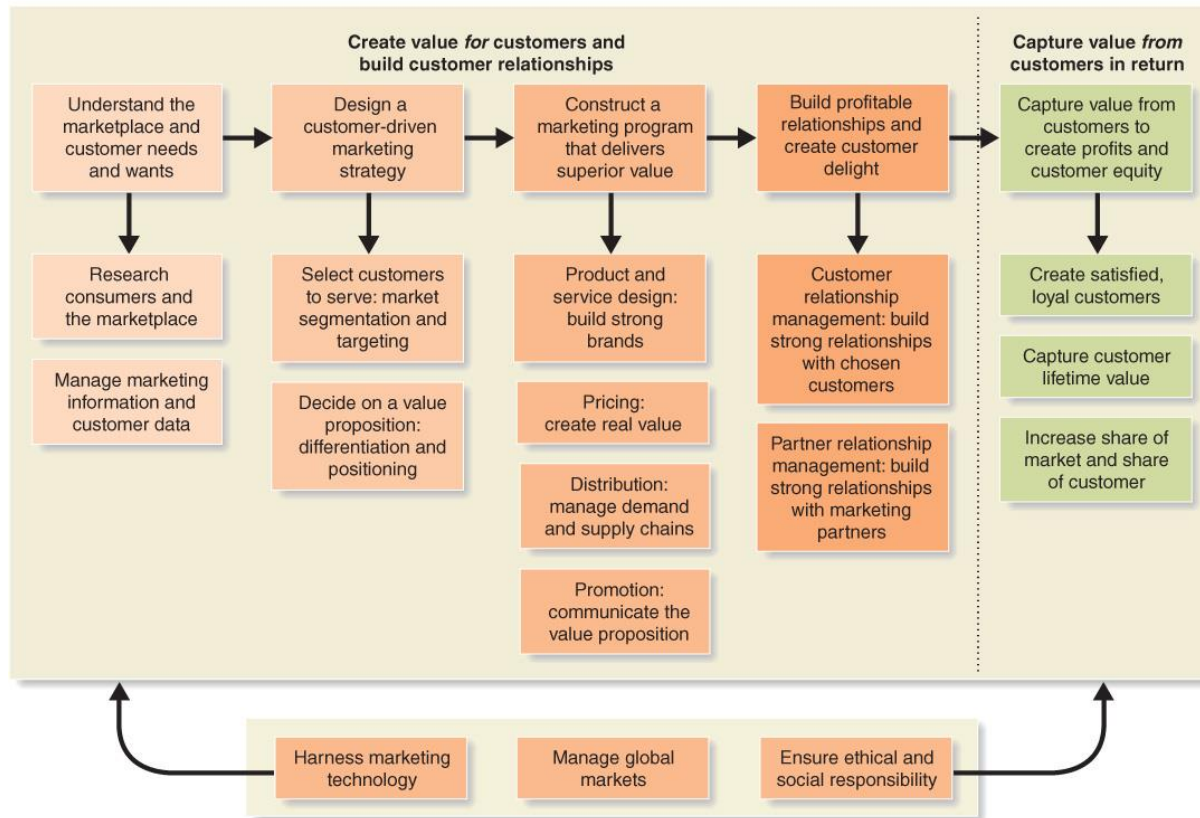 Create value for customers and
build customer relationships
Capture value from
customers in return
Understand the
marketplace and
customer needs
and wants
Design a
customer-driven
marketing
strategy
Construct a
marketing program
that delivers
superior value
Build profitable
relationships and
create customer
delight
Capture value from
customers to
create profits and
customer equity
Research
consumers and
the marketplace
Manage marketing
information and
customer data
Select customers
to serve: market
segmentation and
targeting
Decide on a value
proposition:
differentiation and
positioning
Product and
service design:
build strong
brands
Pricing:
create real value
Distribution:
manage demand
and supply chains
Promotion:
communicate the
value proposition
Customer
relationship
management: build
strong relationships
with chosen
customers
Partner relationship
management: build
strong relationships
with marketing
partners
Create satisfied,
loyal customers
Capture customer
lifetime value
Increase share of
market and share
of customer
Harness marketing
technology
Manage global
markets
Ensure ethical and
social responsibility